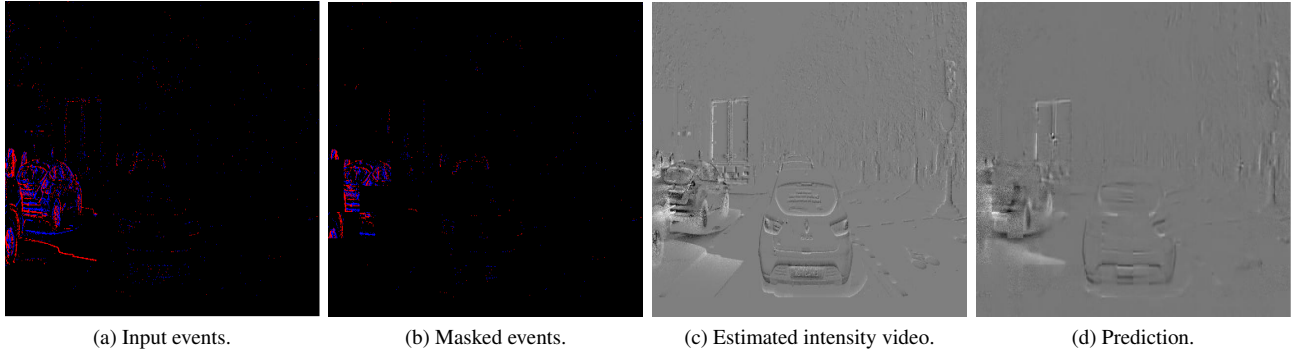 (a) Input events.
(b) Masked events.
(c) Estimated intensity video.
(d) Prediction.